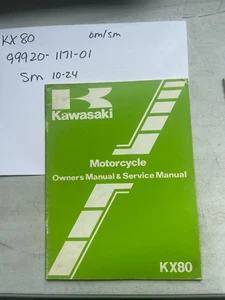 KX80 om/sm
99920-1171-01
Sm 10-24
Kawasaki
Motorcycle
Owners Manual & Service Manual
KX80